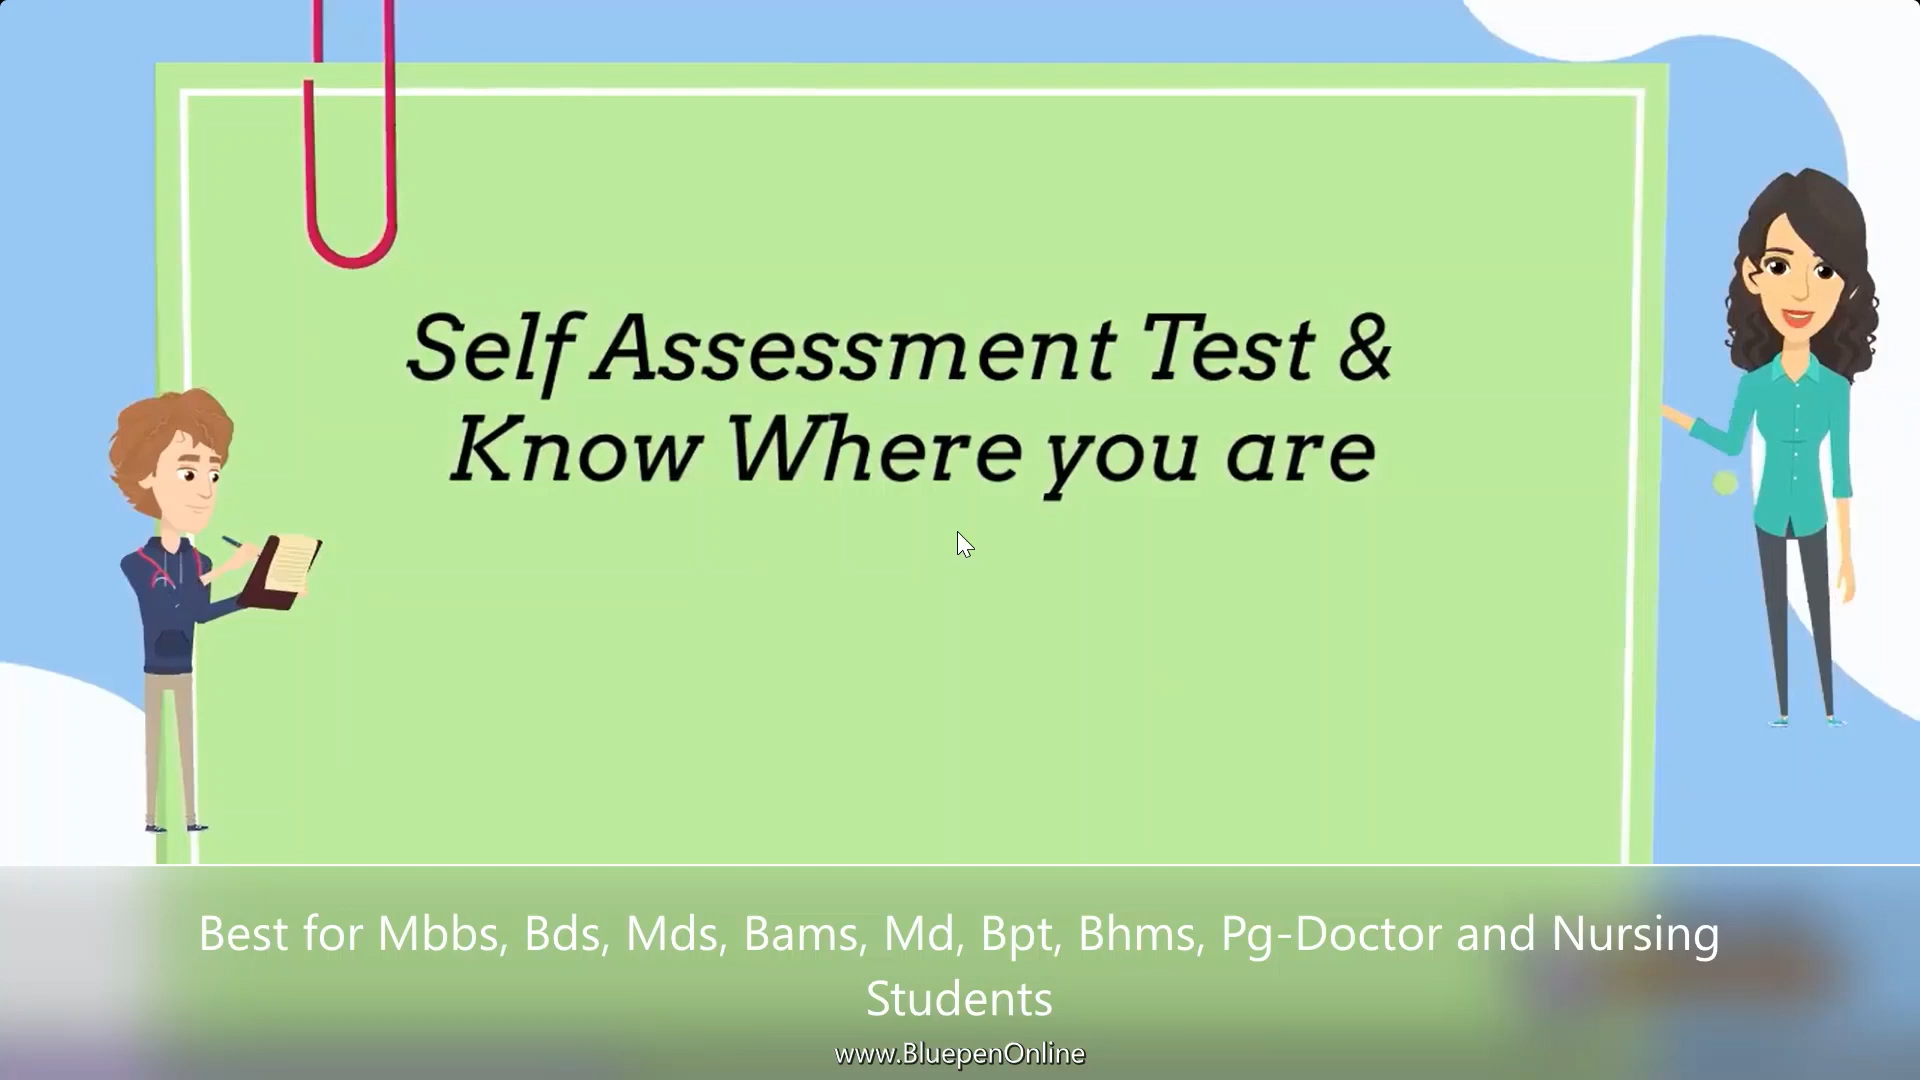 Self Assessment Test &
Know Where you are
Best for Mbbs, Bds, Mds, Bams, Md, Bpt, Bhms, Pg-Doctor and Nursing
Students
www.BluepenOnline